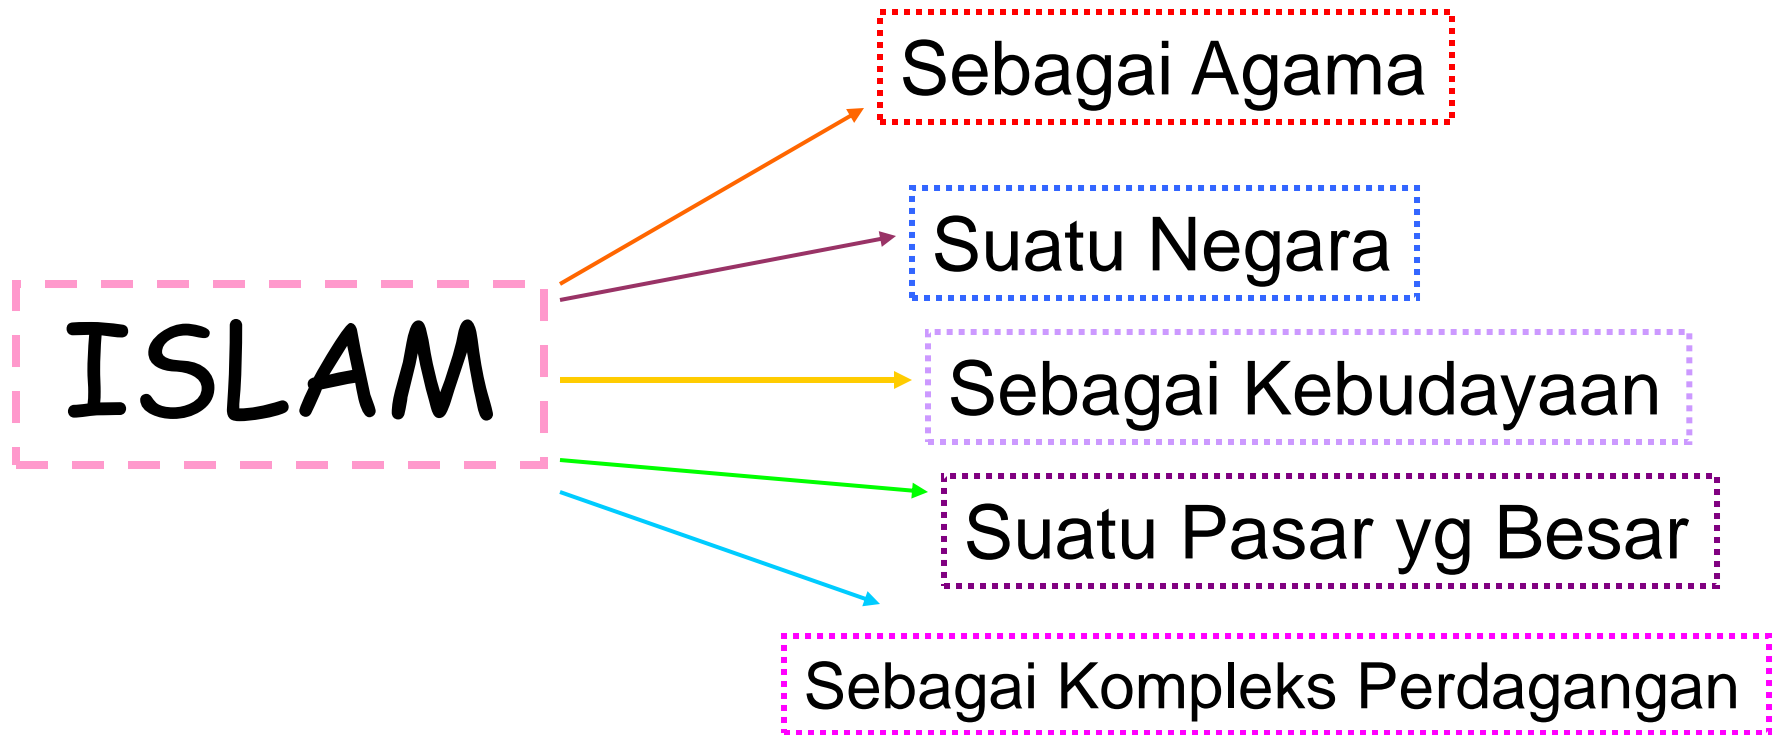 Sebagai Agama
Suatu Negara
ISLAM
Sebagai Kebudayaan
Suatu Pasar yg Besar
Sebagai Kompleks Perdagangan